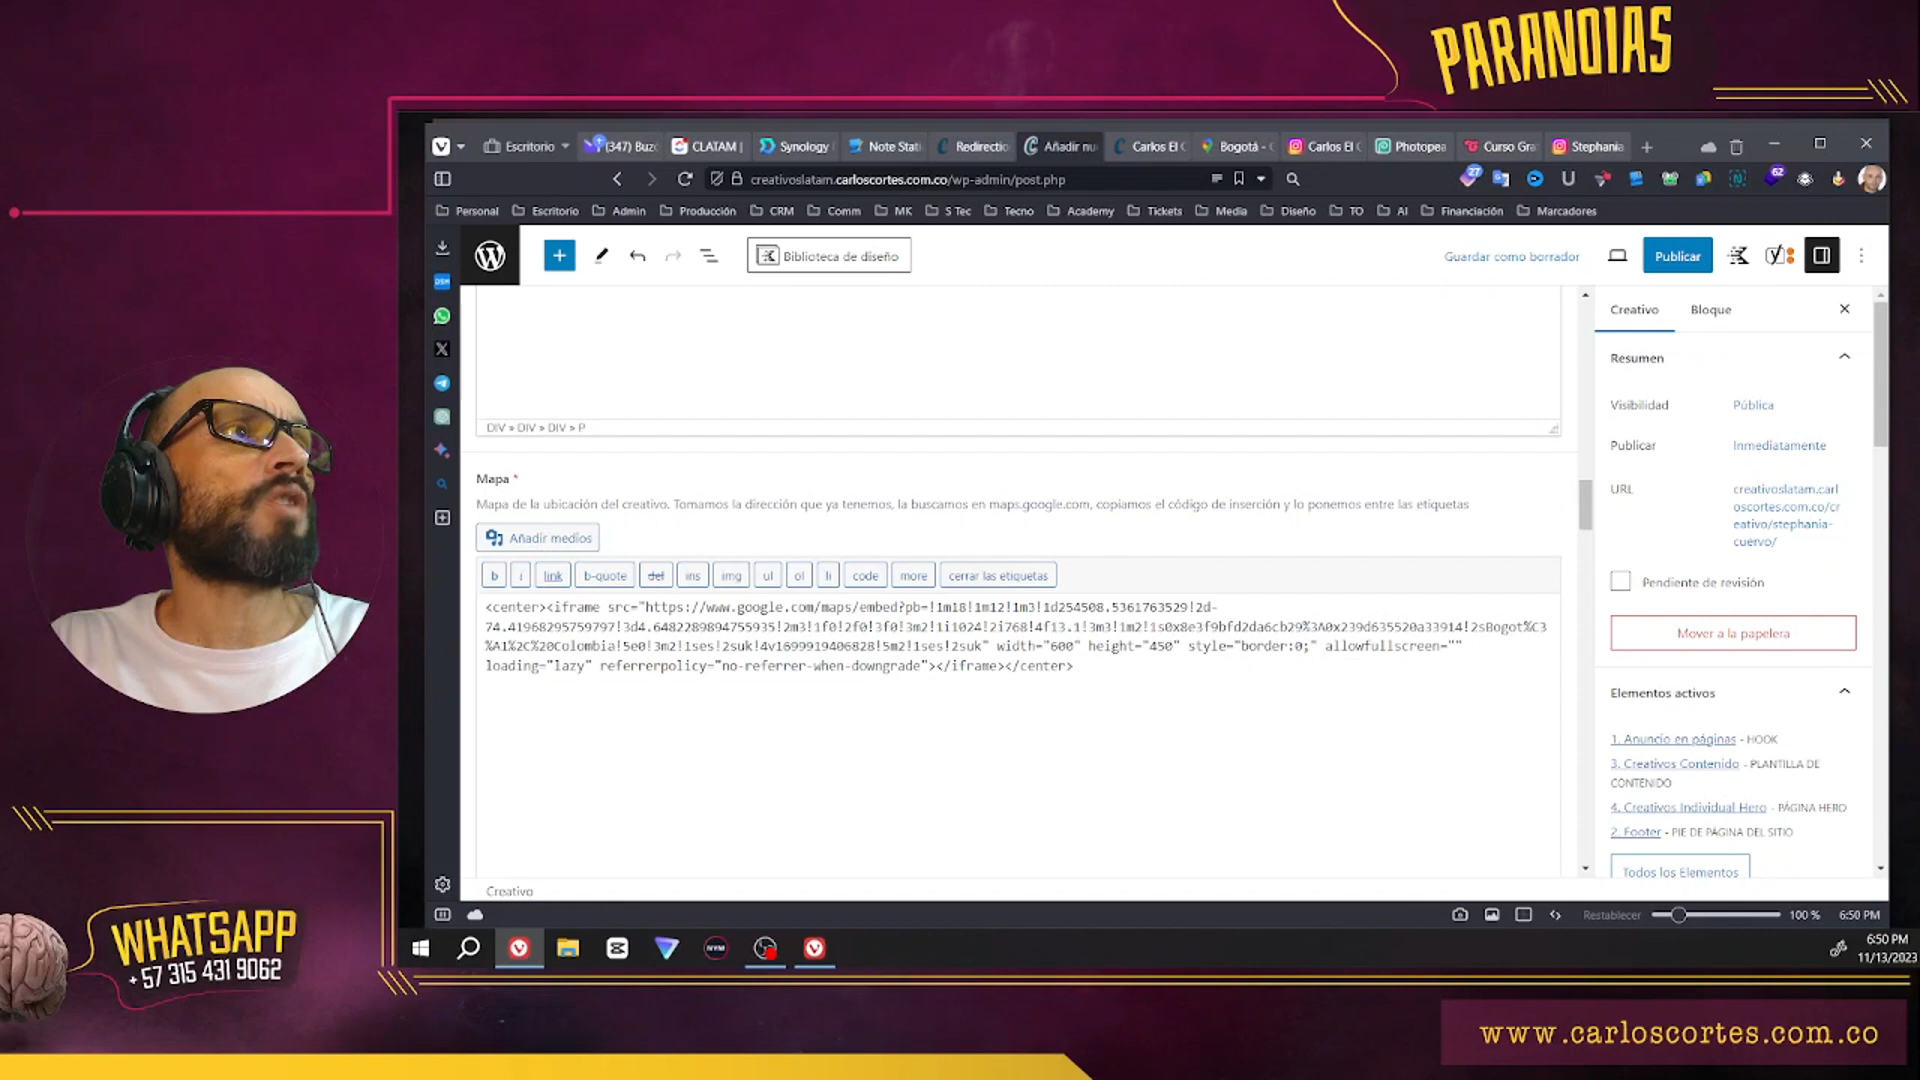 PARANOIAS
Escritorio
(347) Buzo
CLATAM |
Synology
Note Stati
Redirectio
Añadir nu
Carlos El C
Bogotá - C
Carlos El C
Photopea
Curso Gra
Stephania
creativoslatam.carloscortes.com.co/wp-admin/post.php
27
62
Personal
Escritorio
Admin
Producción
CRM
Comm
MK
S Tec
Tecno
Academy
Tickets
Media
Diseño
TO
AI
Financiación
Marcadores
Biblioteca de diseño
Guardar como borrador
Publicar
DIV » DIV » DIV » P
Mapa *
Mapa de la ubicación del creativo. Tomamos la dirección que ya tenemos, la buscamos en maps.google.com, copiamos el código de inserción y lo ponemos entre las etiquetas
Añadir medios
b
i
link
b-quote
del
ins
img
ul
ol
li
code
more
cerrar las etiquetas
<center><iframe src="https://www.google.com/maps/embed?pb=!1m18!1m12!1m3!1d254508.5361763529!2d-
74.41968295759797!3d4.6482289894755935!2m3!1f0!2f0!3f0!3m2!1i1024!2i768!4f13.1!3m3!1m2!1s0x8e3f9bfd2da6cb29%3A0x239d635520a33914!2sBogot%C3
%A1%2C%20Colombia!5e0!3m2!1ses!2suk!4v1699919406828!5m2!1ses!2suk" width="600" height="450" style="border:0;" allowfullscreen=""
loading="lazy" referrerpolicy="no-referrer-when-downgrade"></iframe></center>
Creativo
Creativo
Bloque
Resumen
Visibilidad
Pública
Publicar
Inmediatamente
URL
creativoslatam.carl
oscortes.com.co/cr
eativo/stephania-
cuervo/
Pendiente de revisión
Mover a la papelera
Elementos activos
1. Anuncio en páginas - HOOK
3. Creativos Contenido - PLANTILLA DE
CONTENIDO
4. Creativos Individual Hero - PÁGINA HERO
2. Footer - PIE DE PÁGINA DEL SITIO
Todos los Elementos
Restablecer
100 %
6:50 PM
6:50 PM
11/13/2023
WHATSAPP
+ 57 315 431 9062
www.carloscortes.com.co